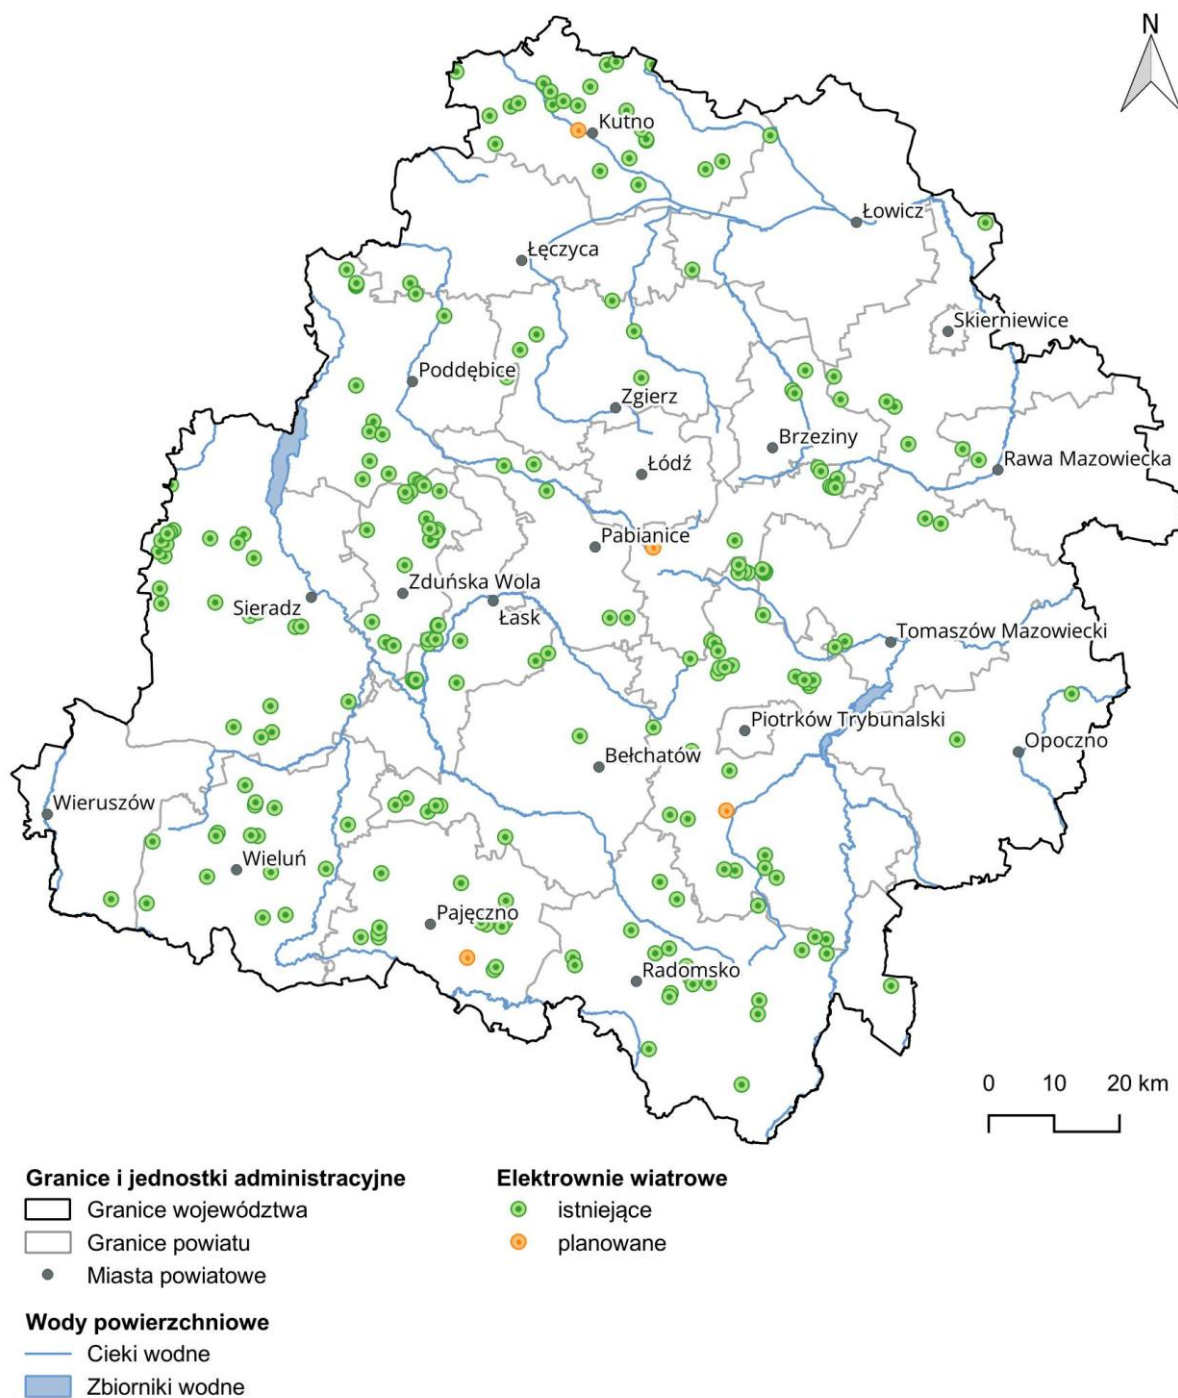 N
Kutno
Łowicz
Łęczyca
Skierniewice
Poddębice
Zgierz
Brzeziny
Łódź
Rawa Mazowiecka
Pabianice
Zduńska Wola
Sieradz
Łask
Tomaszów Mazowiecki
Piotrków Trybunalski
Opoczno
Bełchatów
Wieruszów
Wieluń
Pajęczno
Radomsko
0 10 20 km
Granice i jednostki administracyjne
Granice województwa
Granice powiatu
Miasta powiatowe
Wody powierzchniowe
Cieki wodne
Zbiorniki wodne
Elektrownie wiatrowe
istniejące
planowane